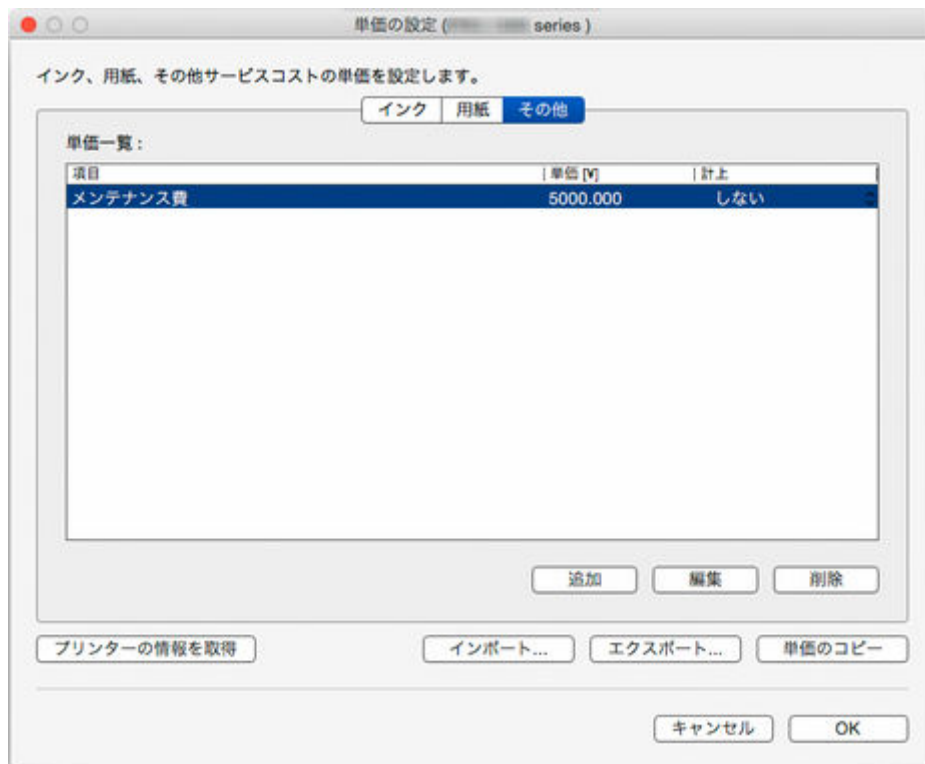 単価の設定 ( series )
インク、用紙、その他サービスコストの単価を設定します。
インク 用紙 その他
単価一覧：
項目 単価 [¥] 計上
メンテナンス費 5000.000 しない
追加 編集 削除
プリンターの情報を取得 インポート... エクスポート... 単価のコピー
キャンセル OK